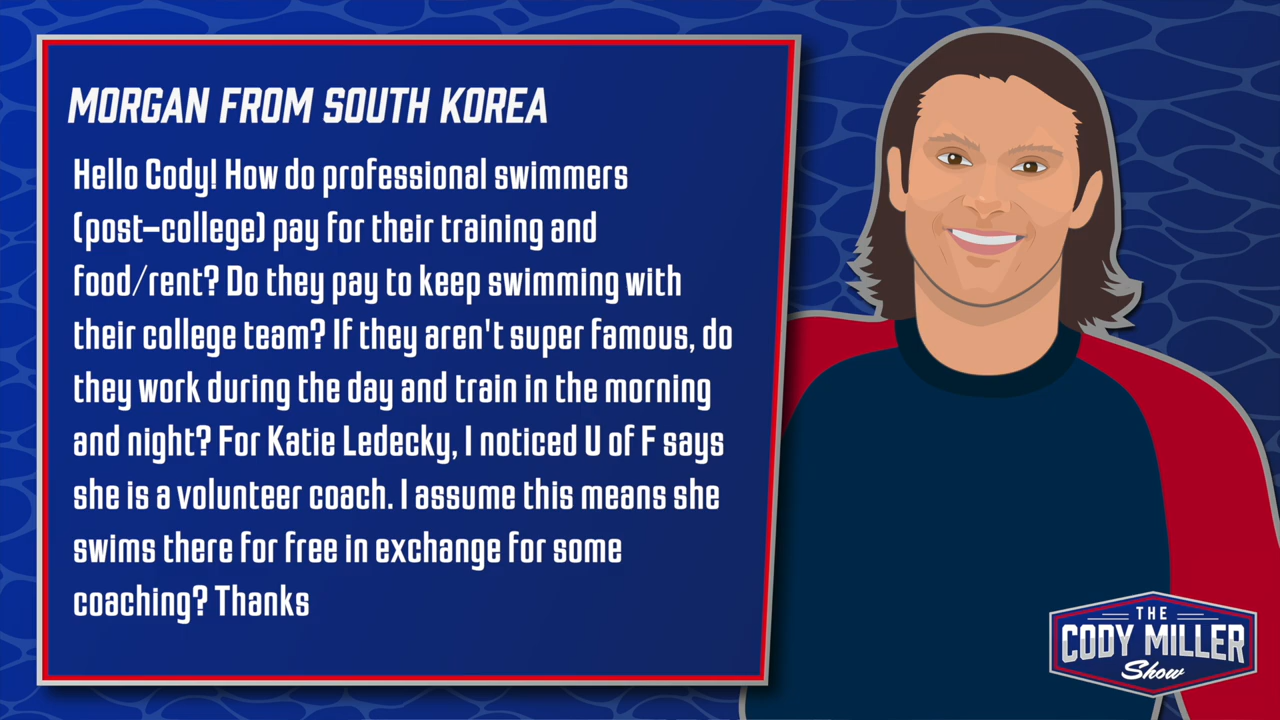 MORGAN FROM SOUTH KOREA
Hello Cody! How do professional swimmers
(post-college) pay for their training and
food/rent? Do they pay to keep swimming with
their college team? If they aren't super famous, do
they work during the day and train in the morning
and night? For Katie Ledecky, I noticed U of F says
she is a volunteer coach. I assume this means she
swims there for free in exchange for some
coaching? Thanks
THE
CODY MILLER
Show